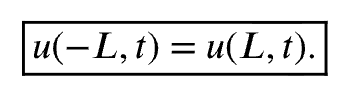 u(−L, t) = u(L, t).